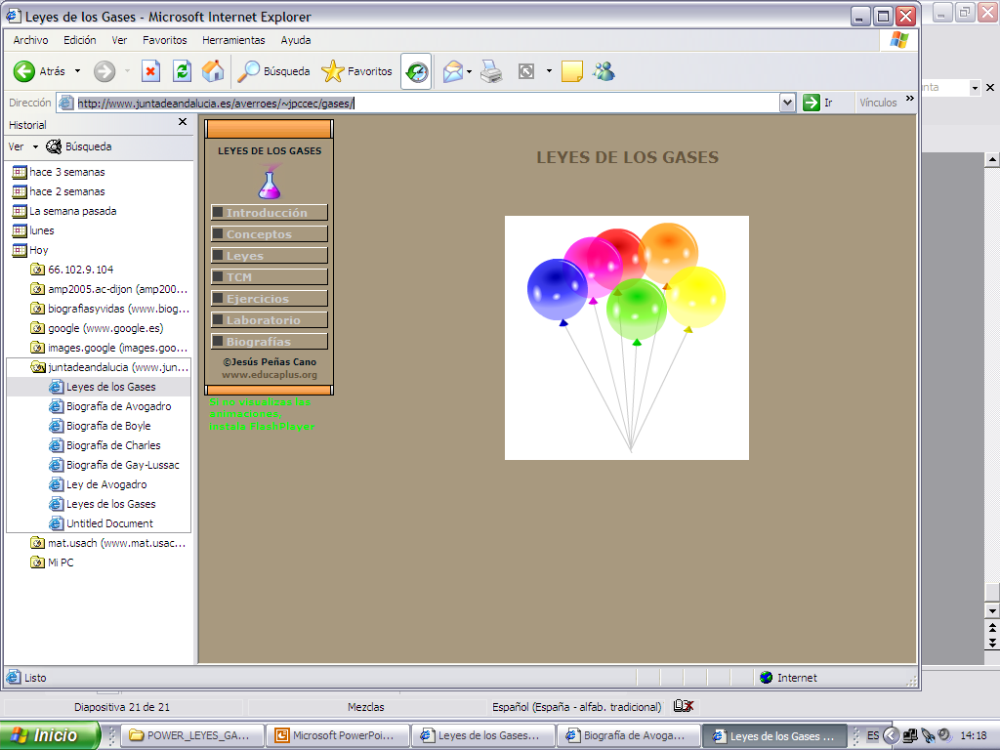 Leyes de los Gases - Microsoft Internet Explorer
Archivo Edición Ver Favoritos Herramientas Ayuda
Atrás Búsqueda Favoritos
Dirección http://www.juntadeandalucia.es/averroes/~jpccec/gases/ Ir Vínculos »
Historial
Ver Búsqueda
hace 3 semanas
hace 2 semanas
La semana pasada
lunes
Hoy
66.102.9.104
amp2005.ac-dijon (amp200...
biografiasyvidas (www.biog...
google (www.google.es)
images.google (images.goo...
juntadeandalucia (www.jun...
Leyes de los Gases
Biografía de Avogadro
Biografía de Boyle
Biografía de Charles
Biografía de Gay-Lussac
Ley de Avogadro
Leyes de los Gases
Untitled Document
mat.usach (www.mat.usac...
Mi PC
LEYES DE LOS GASES
Introducción
Conceptos
Leyes
TCM
Ejercicios
Laboratorio
Biografías
©Jesús Peñas Cano
www.educaplus.org
Si no visualizas las
animaciones,
instala Flash Player
LEYES DE LOS GASES
Listo Internet
Diapositiva 21 de 21 Mezclas Español (España - alfab. tradicional)
Inicio POWER_LEYES_GA... Microsoft PowerPoi... Leyes de los Gases... Biografía de Avoga... Leyes de los Gases ... ES 14:18